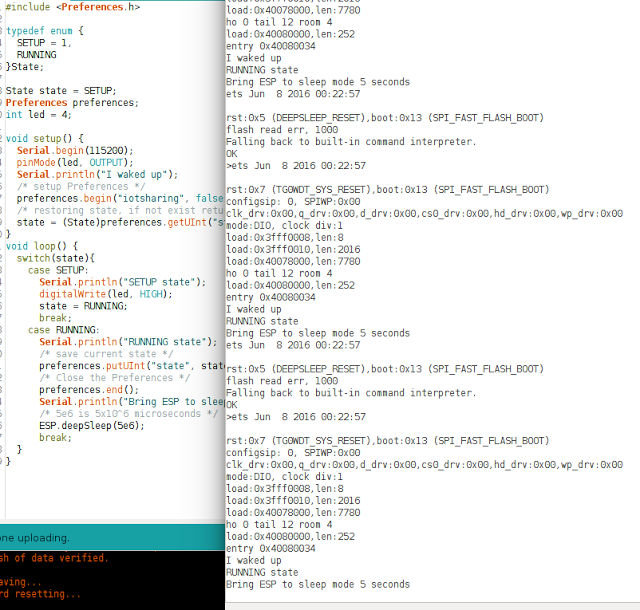 #include <Preferences.h>
typedef enum {
SETUP = 1,
RUNNING
}State;
State state = SETUP;
Preferences preferences;
int led = 4;
void setup() {
Serial.begin(115200);
pinMode(led, OUTPUT);
Serial.println("I waked up");
/* setup Preferences */
preferences.begin("iotsharing", false
/* restoring state, if not exist retu
state = (State)preferences.getUInt("s
}
void loop() {
switch(state){
case SETUP:
Serial.println("SETUP state");
digitalWrite(led, HIGH);
state = RUNNING;
break;
case RUNNING:
Serial.println("RUNNING state");
/* save current state */
preferences.putUInt("state", stat
/* Close the Preferences */
preferences.end();
Serial.println("Bring ESP to slee
/* 5e6 is 5x10^6 microseconds */
ESP.deepSleep(5e6);
break;
}
}
one uploading.
sh of data verified.
aving...
rd resetting...
load:0x40078000,len:7780
ho 0 tail 12 room 4
load:0x40080000,len:252
entry 0x40080034
I waked up
RUNNING state
Bring ESP to sleep mode 5 seconds
ets Jun  8 2016 00:22:57
rst:0x5 (DEEPSLEEP_RESET),boot:0x13 (SPI_FAST_FLASH_BOOT)
flash read err, 1000
Falling back to built-in command interpreter.
OK
>ets Jun  8 2016 00:22:57
rst:0x7 (TG0WDT_SYS_RESET),boot:0x13 (SPI_FAST_FLASH_BOOT)
configsip: 0, SPIWP:0x00
clk_drv:0x00,q_drv:0x00,d_drv:0x00,cs0_drv:0x00,hd_drv:0x00,wp_drv:0x00
mode:DIO, clock div:1
load:0x3fff0008,len:8
load:0x3fff0010,len:2016
load:0x40078000,len:7780
ho 0 tail 12 room 4
load:0x40080000,len:252
entry 0x40080034
I waked up
RUNNING state
Bring ESP to sleep mode 5 seconds
ets Jun  8 2016 00:22:57
rst:0x5 (DEEPSLEEP_RESET),boot:0x13 (SPI_FAST_FLASH_BOOT)
flash read err, 1000
Falling back to built-in command interpreter.
OK
>ets Jun  8 2016 00:22:57
rst:0x7 (TG0WDT_SYS_RESET),boot:0x13 (SPI_FAST_FLASH_BOOT)
configsip: 0, SPIWP:0x00
clk_drv:0x00,q_drv:0x00,d_drv:0x00,cs0_drv:0x00,hd_drv:0x00,wp_drv:0x00
mode:DIO, clock div:1
load:0x3fff0008,len:8
load:0x3fff0010,len:2016
load:0x40078000,len:7780
ho 0 tail 12 room 4
load:0x40080000,len:252
entry 0x40080034
I waked up
RUNNING state
Bring ESP to sleep mode 5 seconds